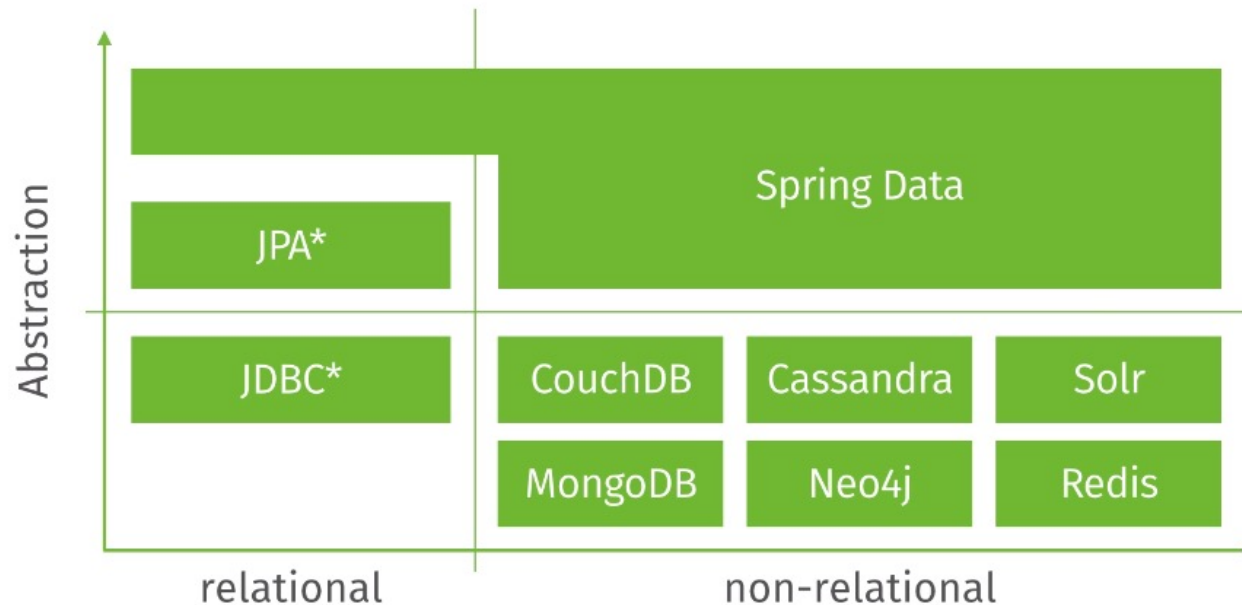 Abstraction
Spring Data
JPA*
JDBC*
CouchDB
Cassandra
Solr
MongoDB
Neo4j
Redis
relational
non-relational